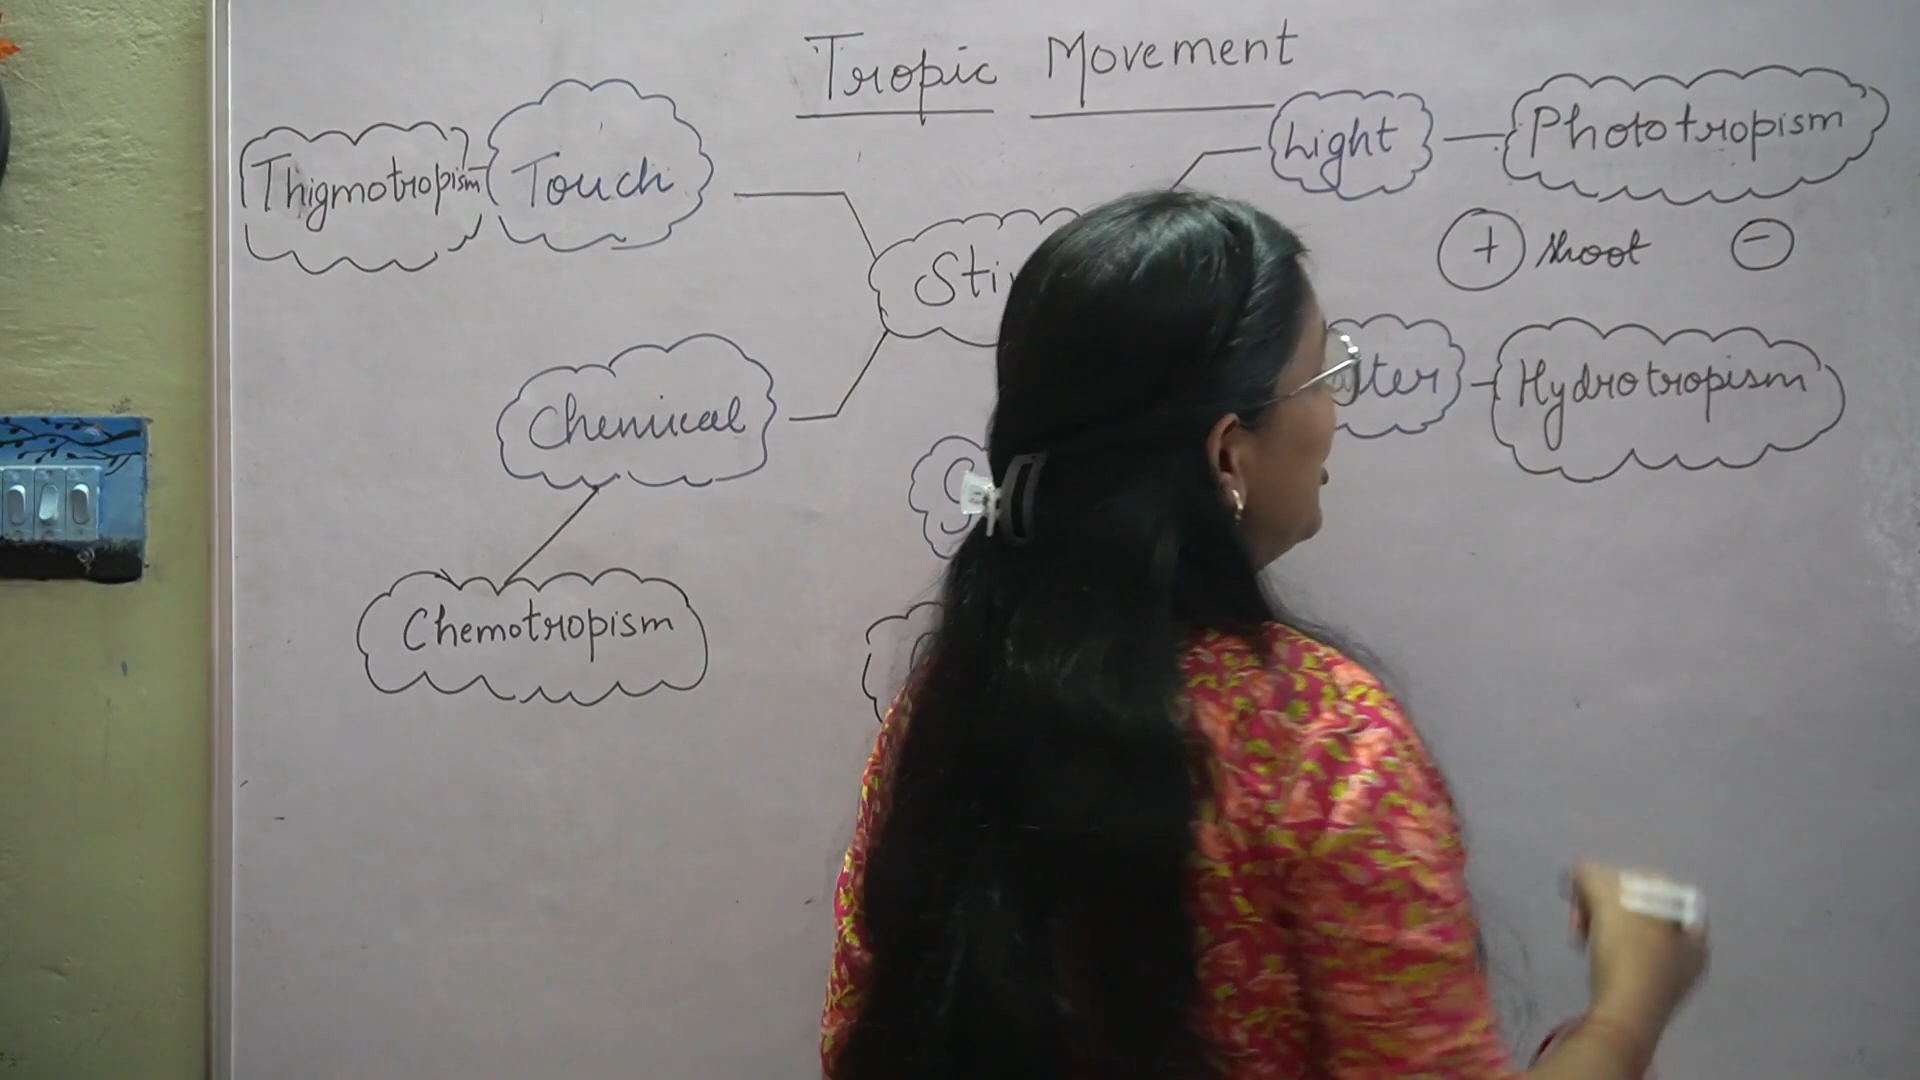 Tropic Movement
Thigmotropism
Touch
Light
Phototropism
+ shoot -
Chemical
Hydrotropism
Chemotropism